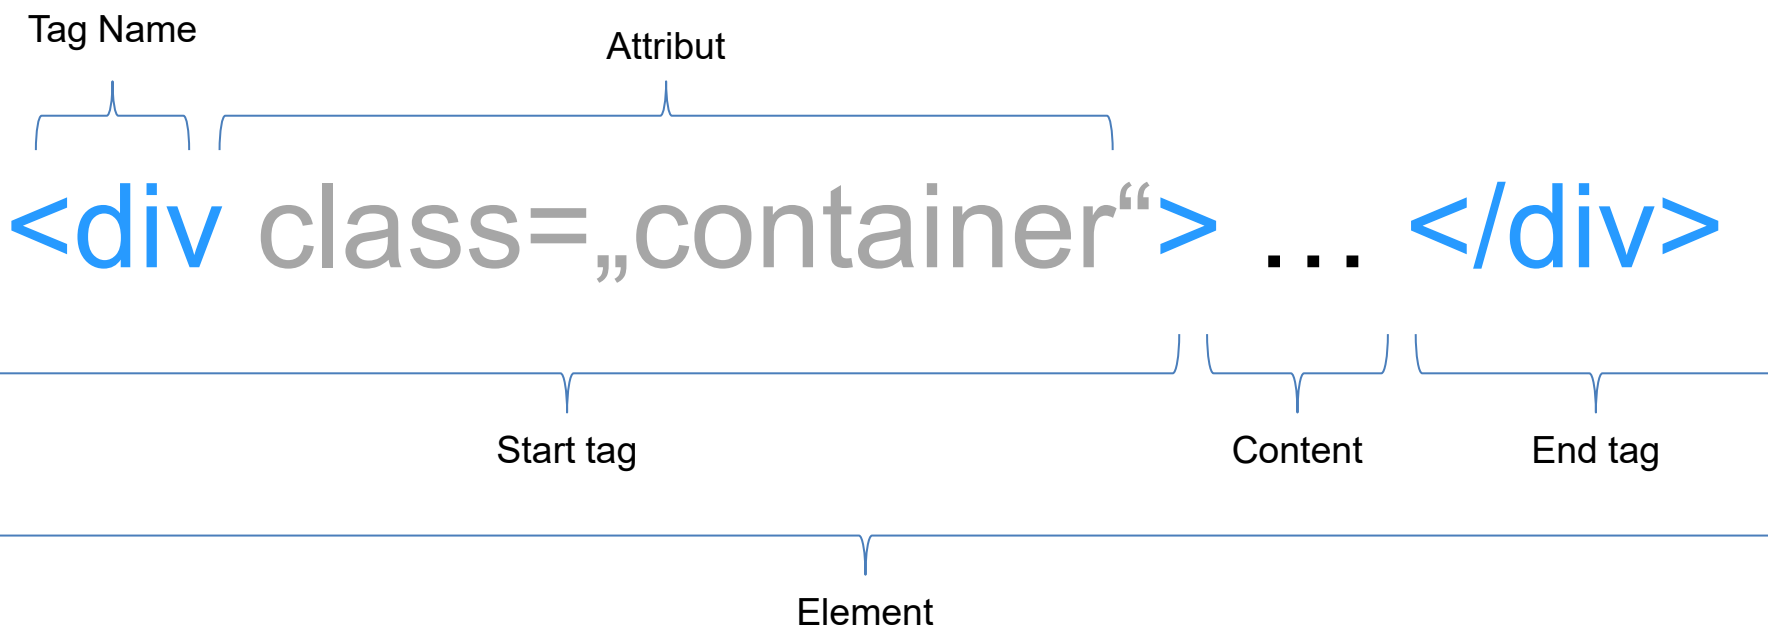 Tag Name
Attribut
<div class=„container“> ... </div>
Start tag
Content
End tag
Element